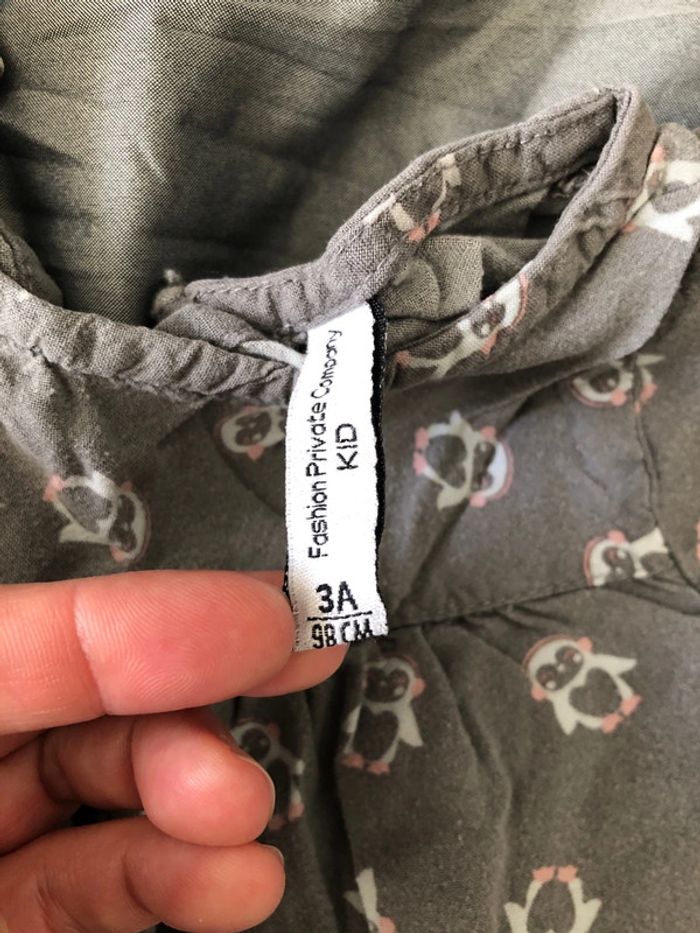 Fashion Private Company
KID
3A
98 CM